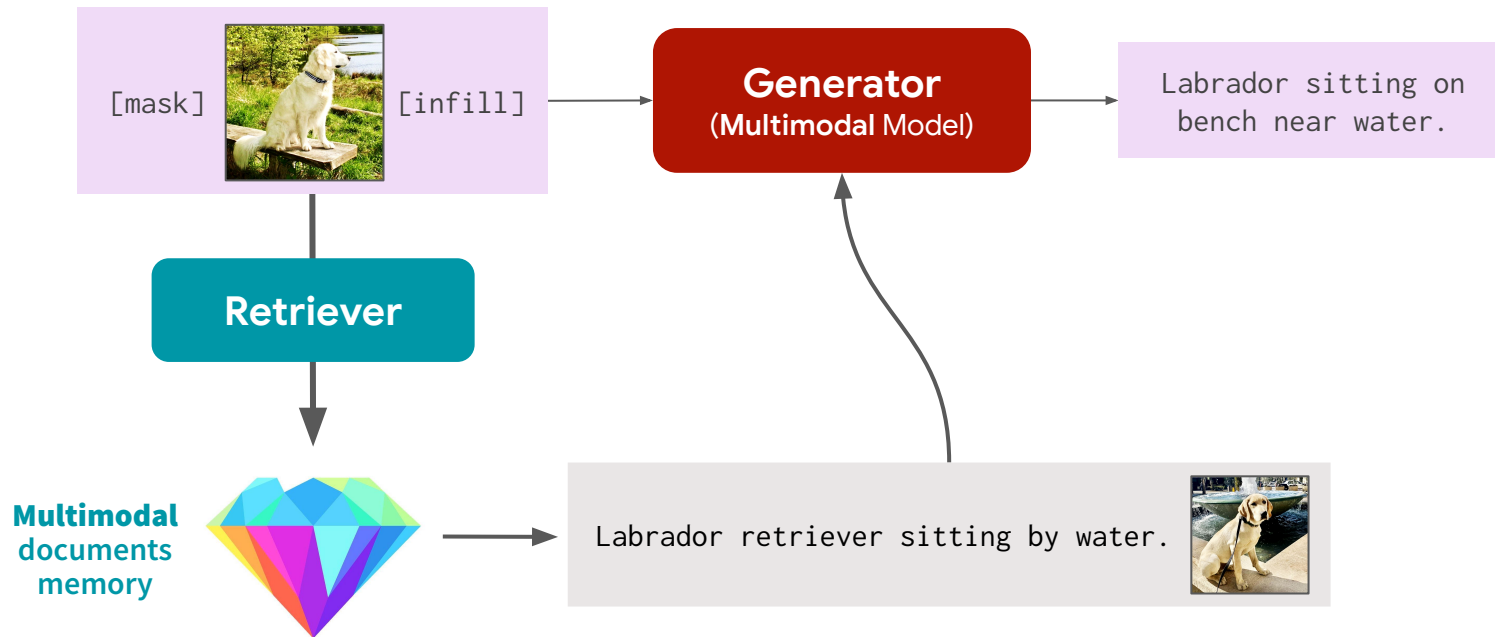 [mask]
[infill]
Generator
(Multimodal Model)
Labrador sitting on
bench near water.
Retriever
Multimodal
documents
memory
Labrador retriever sitting by water.